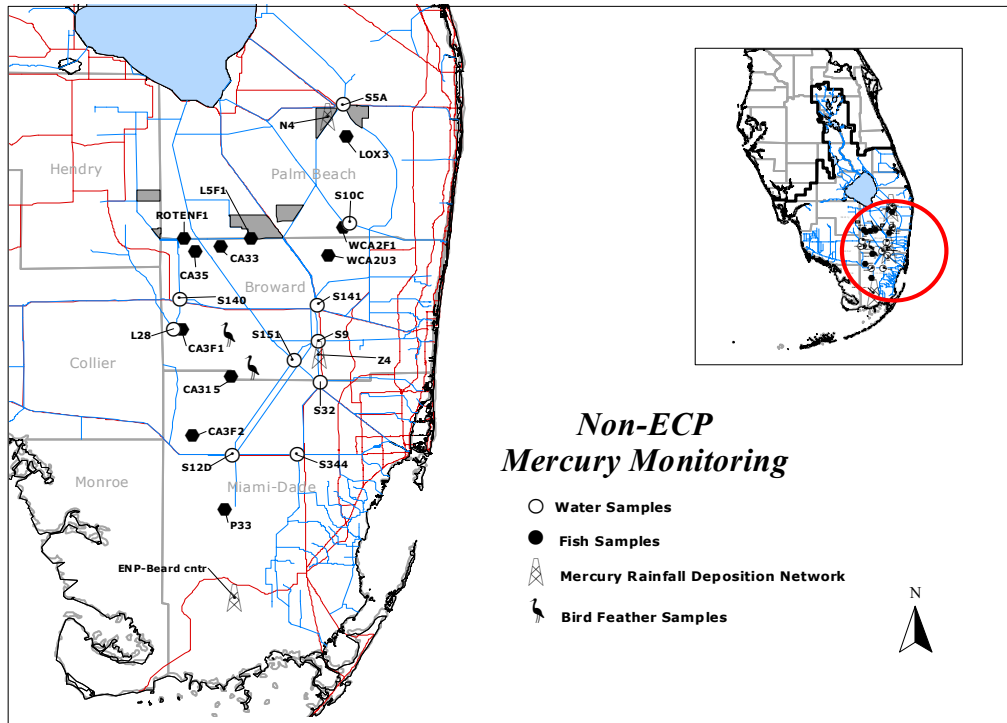 S5A
N4
LOX3
Hendry
Palm Beach
L5F1
S10C
ROTENF1
WCA2F1
CA33
WCA2U3
CA35
Broward
S140
S141
L28
S151
S9
CA3F1
Z4
Collier
CA315
S32
CA3F2
S12D
S344
Monroe
Miami-Dade
P33
ENP-Beard cntr
Non-ECP
Mercury Monitoring
Water Samples
Fish Samples
Mercury Rainfall Deposition Network
Bird Feather Samples
N